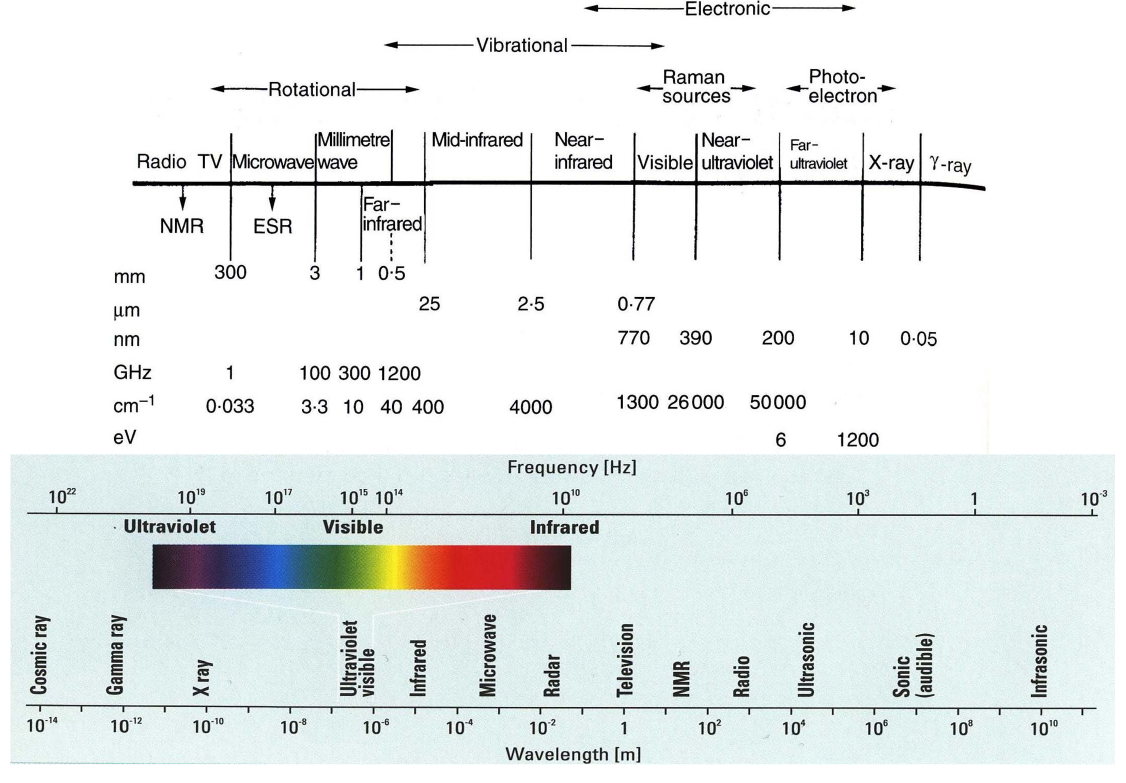 Electronic
Vibrational
Raman sources
Photo-electron
Rotational
Radio TV
Microwave
Millimetre wave
Mid-infrared
Near-infrared
Visible
Near-ultraviolet
Far-ultraviolet
X-ray
γ-ray
NMR
ESR
Far-infrared
mm 300 3 1 0·5
μm 25 2·5 0·77
nm 770 390 200 10 0·05
GHz 1 100 300 1200
cm⁻¹ 0·033 3·3 10 40 400 4000 1300 26000 50000
eV 6 1200
Frequency [Hz]
10²² 10¹⁹ 10¹⁷ 10¹⁵ 10¹⁴ 10¹⁰ 10⁶ 10³ 1 10⁻³
Ultraviolet Visible Infrared
Cosmic ray
Gamma ray
X ray
Ultraviolet
visible
Infrared
Microwave
Radar
Television
NMR
Radio
Ultrasonic
Sonic
(audible)
Infrasonic
10⁻¹⁴ 10⁻¹² 10⁻¹⁰ 10⁻⁸ 10⁻⁶ 10⁻⁴ 10⁻² 1 10² 10⁴ 10⁶ 10⁸ 10¹⁰
Wavelength [m]